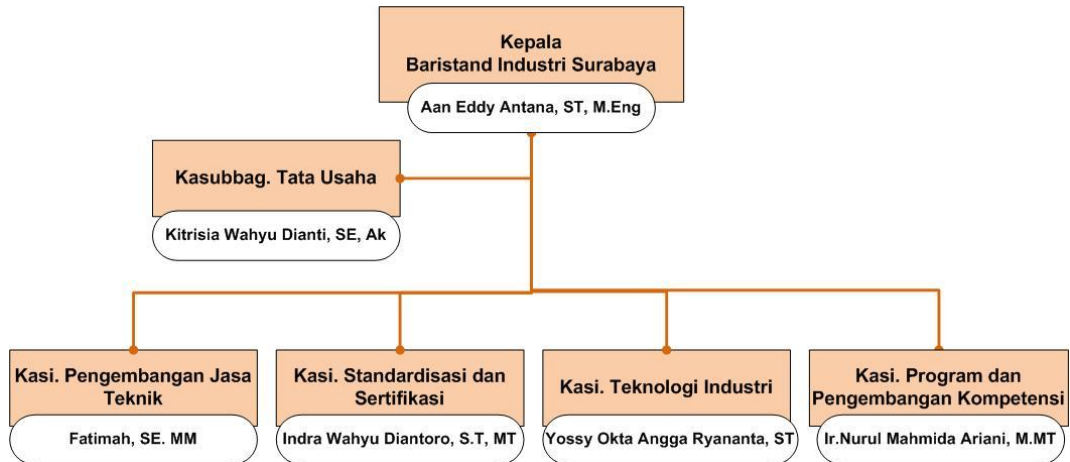 Kepala
Baristand Industri Surabaya
Aan Eddy Antana, ST, M.Eng
Kasubbag. Tata Usaha
Kitrisia Wahyu Dianti, SE, Ak
Kasi. Pengembangan Jasa
Teknik
Fatimah, SE. MM
Kasi. Standardisasi dan
Sertifikasi
Indra Wahyu Diantoro, S.T, MT
Kasi. Teknologi Industri
Yossy Okta Angga Ryananta, ST
Kasi. Program dan
Pengembangan Kompetensi
Ir.Nurul Mahmida Ariani, M.MT